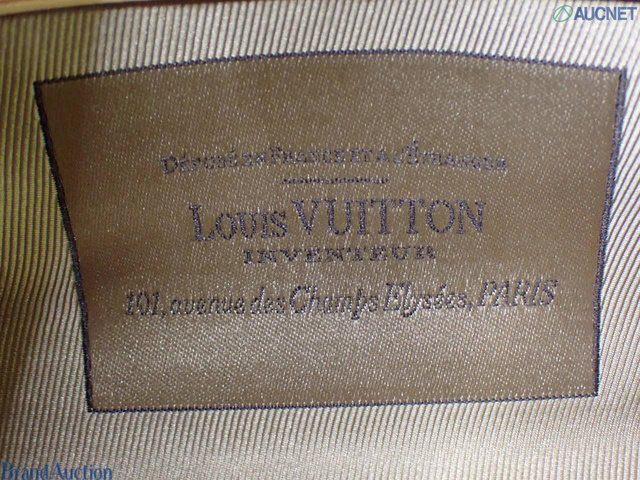 AUCNET
DÉPOSÉ EN FRANCE ET A L'ÉTRANGER
LOUIS VUITTON
INVENTEUR
101, avenue des Champs Elysées, PARIS
Brand Auction